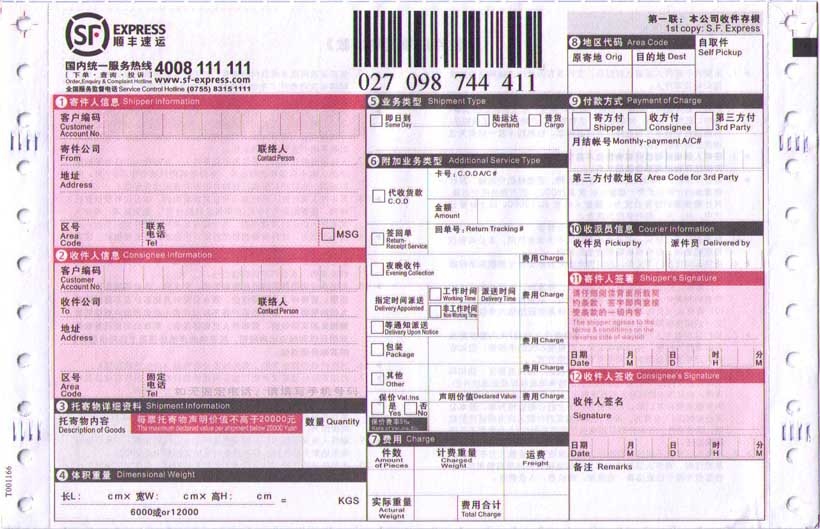 SF EXPRESS
顺丰速运
国内统一服务热线 4008 111 111
[下单·查询·投诉] www.sf-express.com
Order,Enquiry & Complaint Hotline
全国服务监督电话 Service Control Hotline (0755) 8315 1111
027 098 744 411
第一联：本公司收件存根
1st copy: S.F. Express
8 地区代码 Area Code
原寄地 Orig 目的地 Dest
自取件
Self Pickup
1 寄件人信息 Shipper Information
客户编码
Customer
Account No.
寄件公司
From
联络人
Contact Person
地址
Address
区号
Area
Code
联系
电话
Tel
MSG
2 收件人信息 Consignee Information
客户编码
Customer
Account No.
收件公司
To
联络人
Contact Person
地址
Address
区号
Area
Code
固定
电话
Tel
如无固定电话，请填写手机号码
3 托寄物详细资料 Shipment Information
托寄物内容
Description of Goods
每票托寄物声明价值不高于20000元
The maximum declared value per shipment below 20000 Yuan
数量 Quantity
4 体积重量 Dimensional Weight
长L: cm× 宽W: cm× 高H: cm = KGS
6000或or12000
T001166
5 业务类型 Shipment Type
即日到
Same Day
陆运达
Overland
普货
Cargo
6 附加业务类型 Additional Service Type
代收货款
C.O.D
卡号：C.O.D A/C #
金额
Amount
签回单
Return-
Receipt Service
回单号：Return Tracking #
夜晚收件
Evening Collection
费用 Charge
指定时间派送
Delivery Appointed
工作时间
Working Time
非工作时间
Non-Working Time
派送时间
Delivery Time
费用 Charge
等通知派送
Delivery Upon Notice
包装
Package
费用 Charge
其他
Other
费用 Charge
保价 Val.Ins
是
Yes
否
No
声明价值 Declared Value
费用 Charge
保价费率5‰
7 费用 Charge
件数
Amount
of Pieces
计费重量
Charged
Weight
运费
Freight
实际重量
Actural
Weight
费用合计
Total Charge
9 付款方式 Payment of Charge
寄方付
Shipper
收方付
Consignee
第三方付
3rd Party
月结帐号 Monthly-payment A/C#
第三方付款地区 Area Code for 3rd Party
10 收派员信息 Courier Information
收件员 Pickup by
派件员 Delivered by
11 寄件人签署 Shipper's Signature
请仔细阅读背面所载契
约条款，签字即同意接
受条款的一切内容
The shipper agrees to the
terms & conditions on the
reverse side of waybill
日期 月 日 时 分
Date M D H M
12 收件人签收 Consignee's Signature
收件人签名
Signature
日期 月 日 时 分
Date M D H M
备注 Remarks